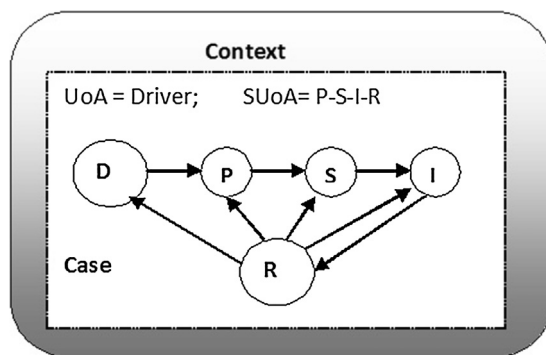 Context
UoA = Driver; SUoA= P-S-I-R
D P S I
R
Case